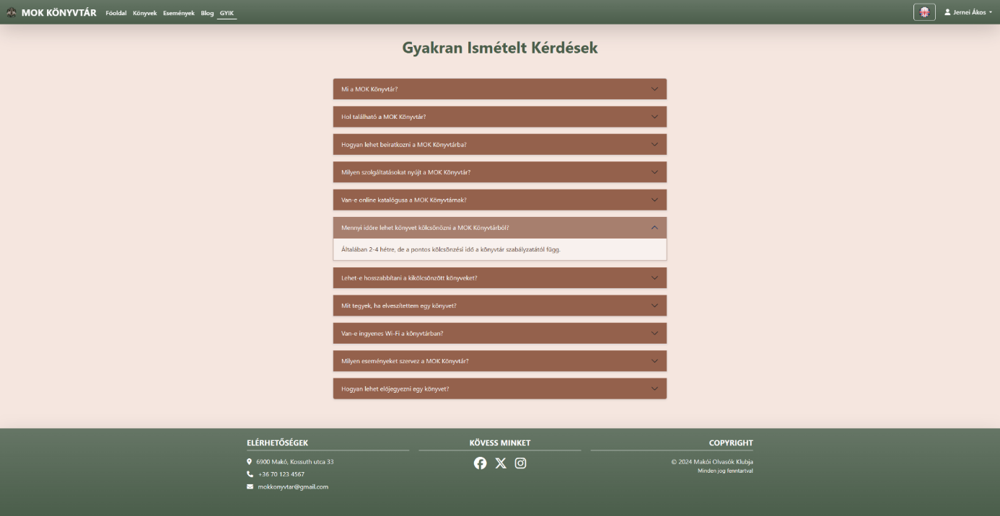 MOK KÖNYVTÁR
Főoldal
Könyvek
Események
Blog
GYIK
Jernei Ákos
Gyakran Ismételt Kérdések
Mi a MOK Könyvtár?
Hol található a MOK Könyvtár?
Hogyan lehet beiratkozni a MOK Könyvtárba?
Milyen szolgáltatásokat nyújt a MOK Könyvtár?
Van-e online katalógusa a MOK Könyvtárnak?
Mennyi időre lehet könyvet kölcsönözni a MOK Könyvtárból?
Általában 2-4 hétre, de a pontos kölcsönzési idő a könyvtár szabályzatától függ.
Lehet-e hosszabbítani a kikölcsönzött könyveket?
Mit tegyek, ha elveszítettem egy könyvet?
Van-e ingyenes Wi-Fi a könyvtárban?
Milyen eseményeket szervez a MOK Könyvtár?
Hogyan lehet előjegyezni egy könyvet?
ELÉRHETŐSÉGEK
6900 Makó, Kossuth utca 33
+36 70 123 4567
mokkonyvtar@gmail.com
KÖVESS MINKET
COPYRIGHT
© 2024 Makói Olvasók Klubja
Minden jog fenntartva!